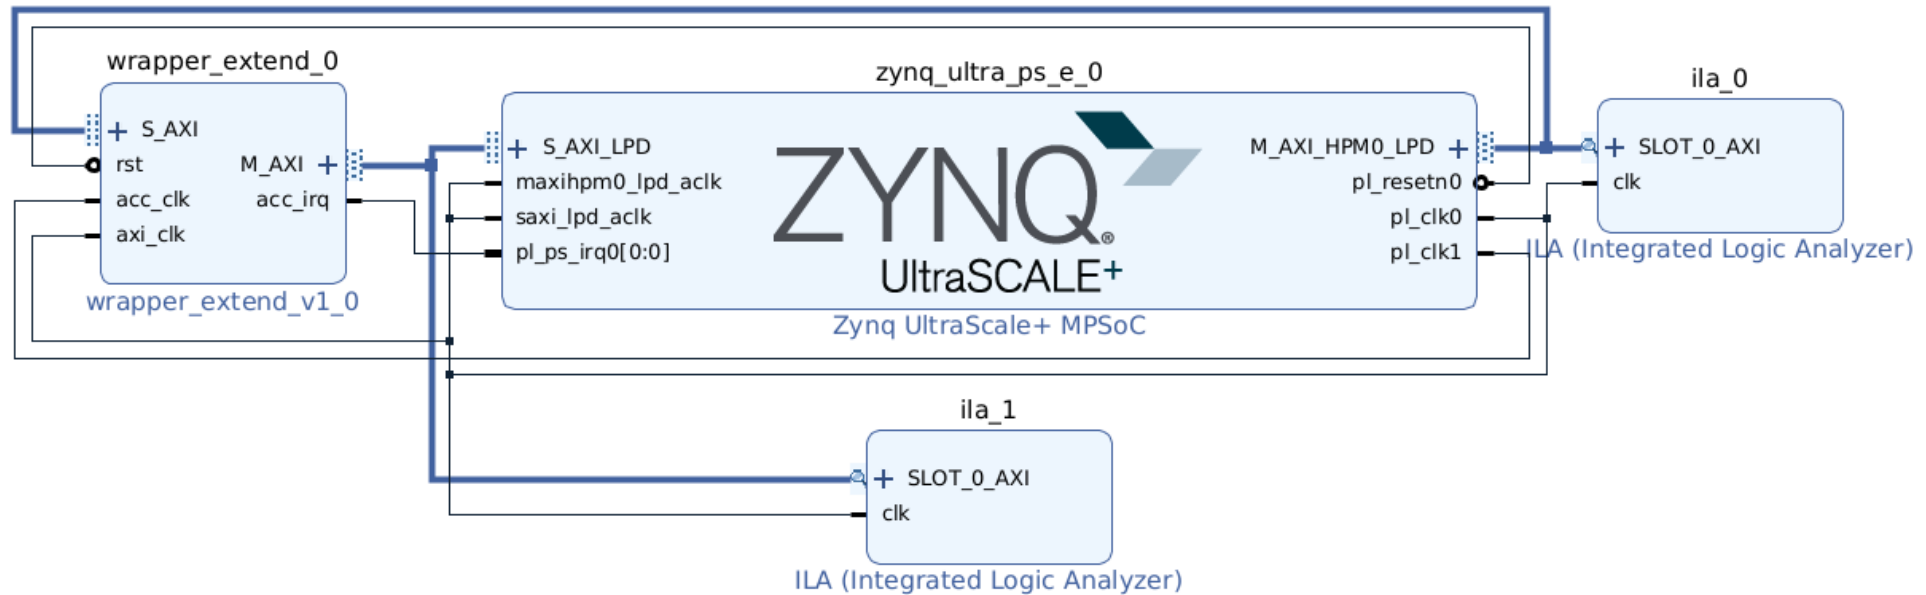 wrapper_extend_0
S_AXI
rst
acc_clk
axi_clk
M_AXI
acc_irq
wrapper_extend_v1_0
zynq_ultra_ps_e_0
S_AXI_LPD
maxihpm0_lpd_aclk
saxi_lpd_aclk
pl_ps_irq0[0:0]
ZYNQ®
UltraSCALE+
M_AXI_HPM0_LPD
pl_resetn0
pl_clk0
pl_clk1
Zynq UltraScale+ MPSoC
ila_0
SLOT_0_AXI
clk
ILA (Integrated Logic Analyzer)
ila_1
SLOT_0_AXI
clk
ILA (Integrated Logic Analyzer)